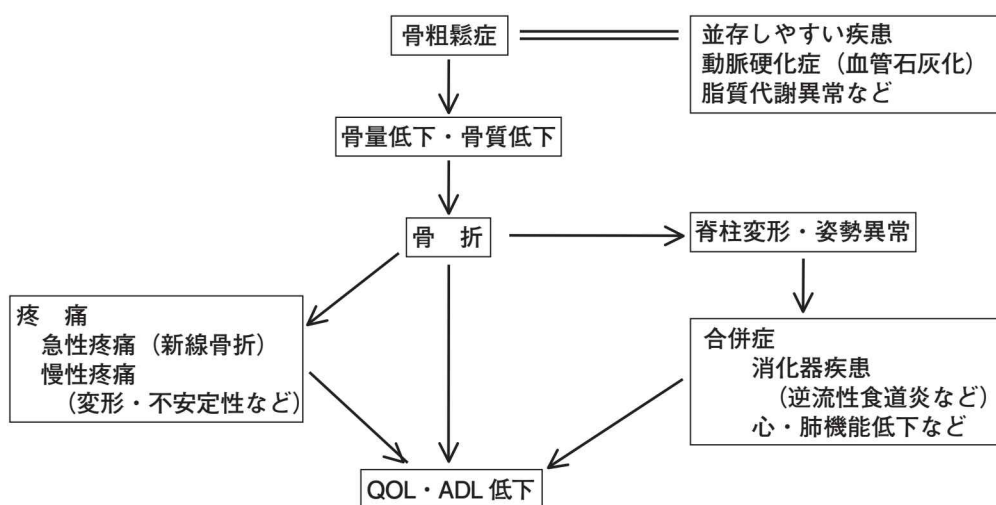 骨粗鬆症
並存しやすい疾患
動脈硬化症（血管石灰化）
脂質代謝異常など
骨量低下・骨質低下
骨　折
脊柱変形・姿勢異常
疼　痛
急性疼痛（新線骨折）
慢性疼痛
（変形・不安定性など）
合併症
消化器疾患
（逆流性食道炎など）
心・肺機能低下など
QOL・ADL 低下